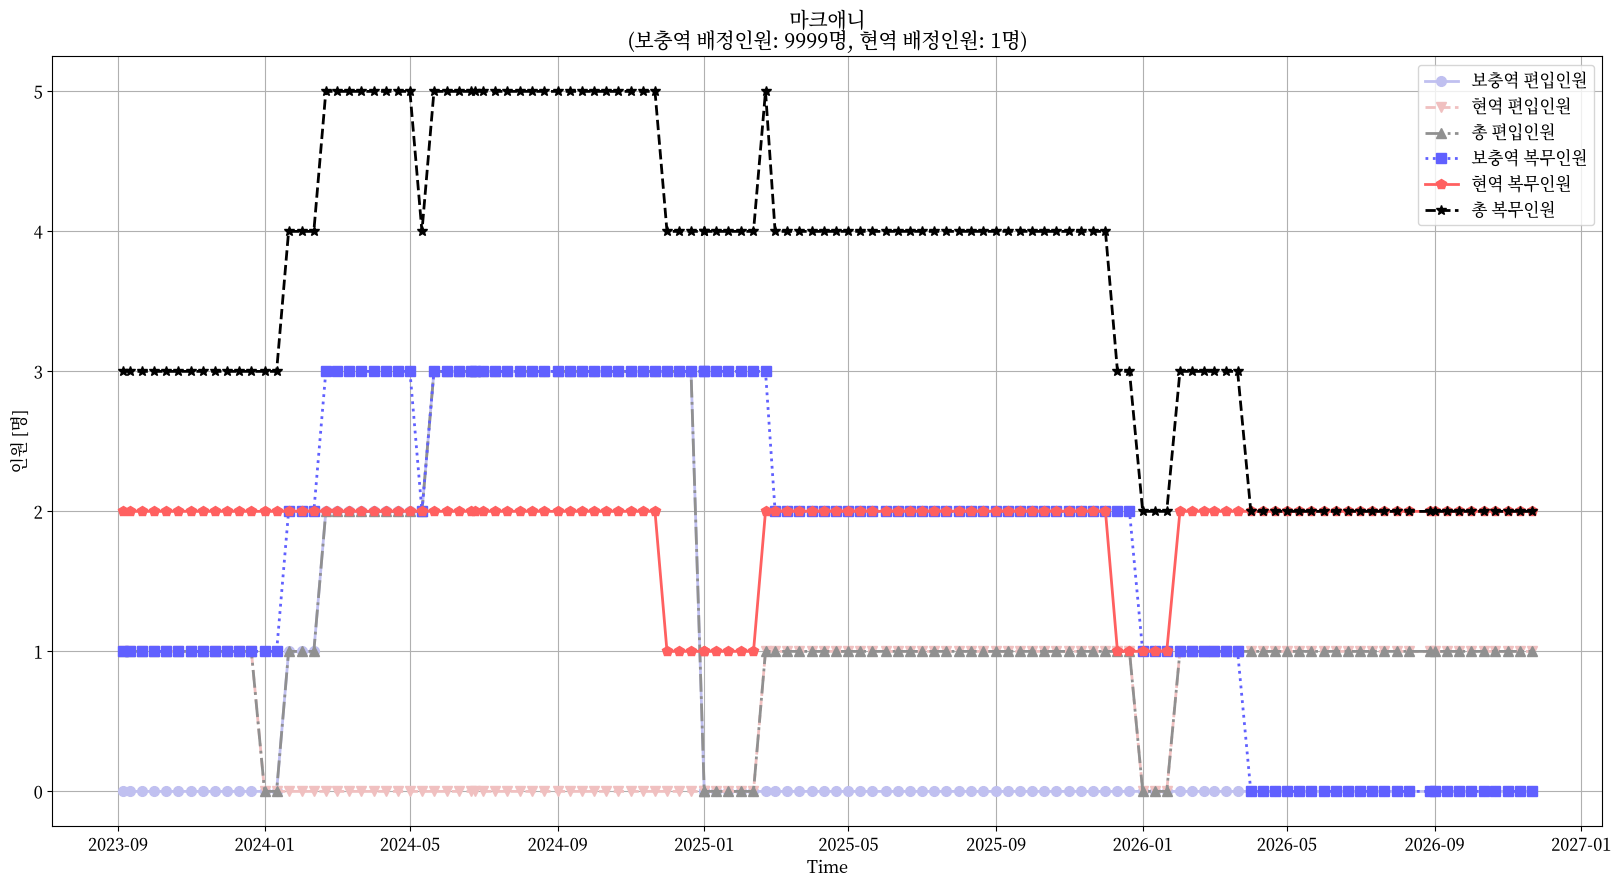 마크애니
(보충역 배정인원: 9999명, 현역 배정인원: 1명)
보충역 편입인원
현역 편입인원
총 편입인원
보충역 복무인원
현역 복무인원
총 복무인원
인원 [명]
5
4
3
2
1
0
2023-09 2024-01 2024-05 2024-09 2025-01 2025-05 2025-09 2026-01 2026-05 2026-09 2027-01
Time